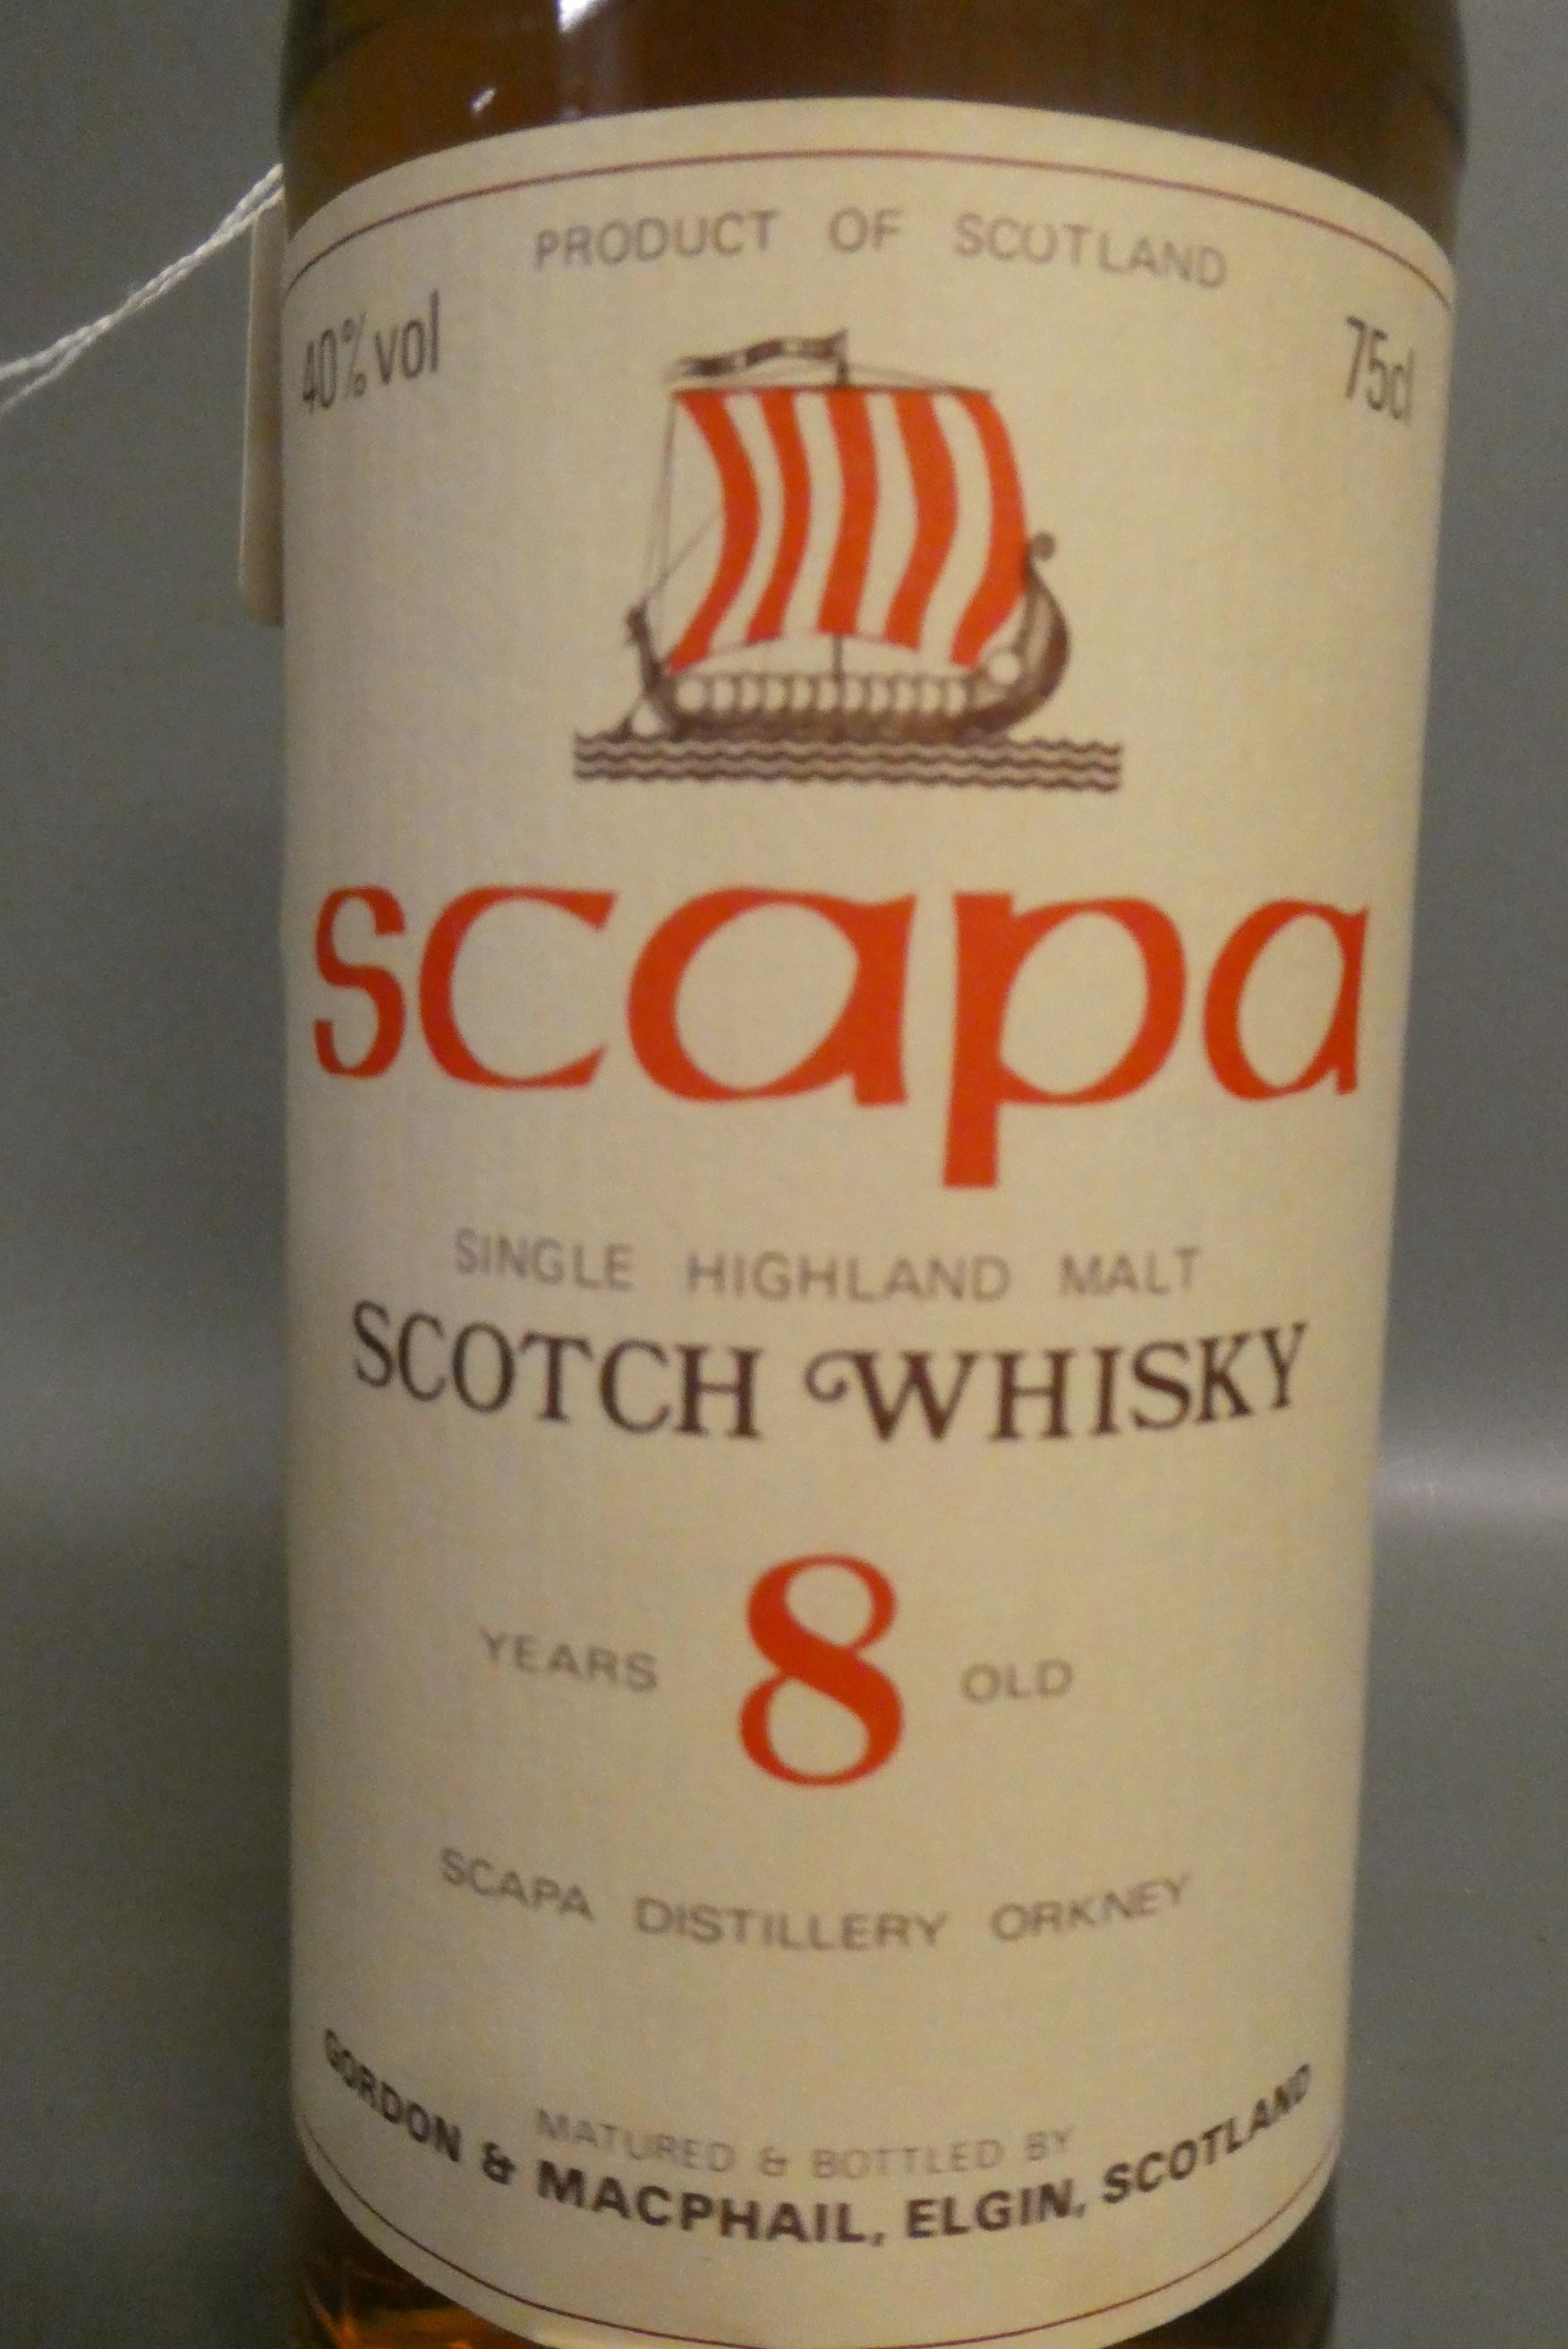 PRODUCT OF SCOTLAND
40% vol
75cl
scapa
SINGLE HIGHLAND MALT
SCOTCH WHISKY
YEARS 8 OLD
SCAPA DISTILLERY ORKNEY
MATURED & BOTTLED BY
GORDON & MACPHAIL, ELGIN, SCOTLAND